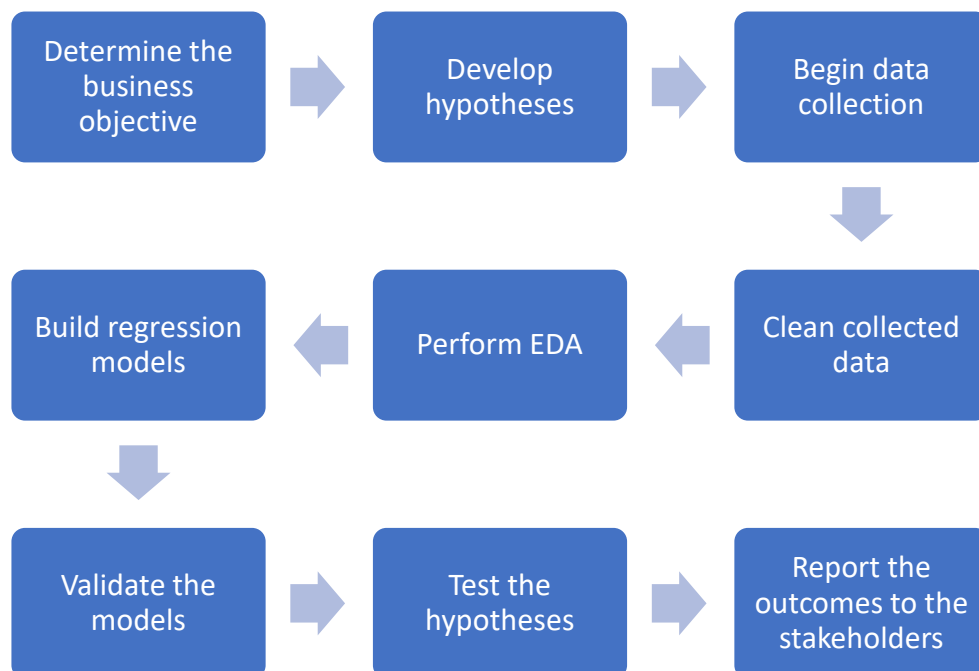 Determine the
business
objective
Develop
hypotheses
Begin data
collection
Clean collected
data
Perform EDA
Build regression
models
Validate the
models
Test the
hypotheses
Report the
outcomes to the
stakeholders